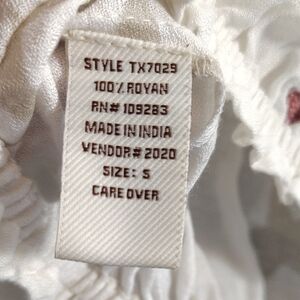 STYLE TX7029
100% ROYAN
RN# 109283
MADE IN INDIA
VENDOR# 2020
SIZE: S
CARE OVER